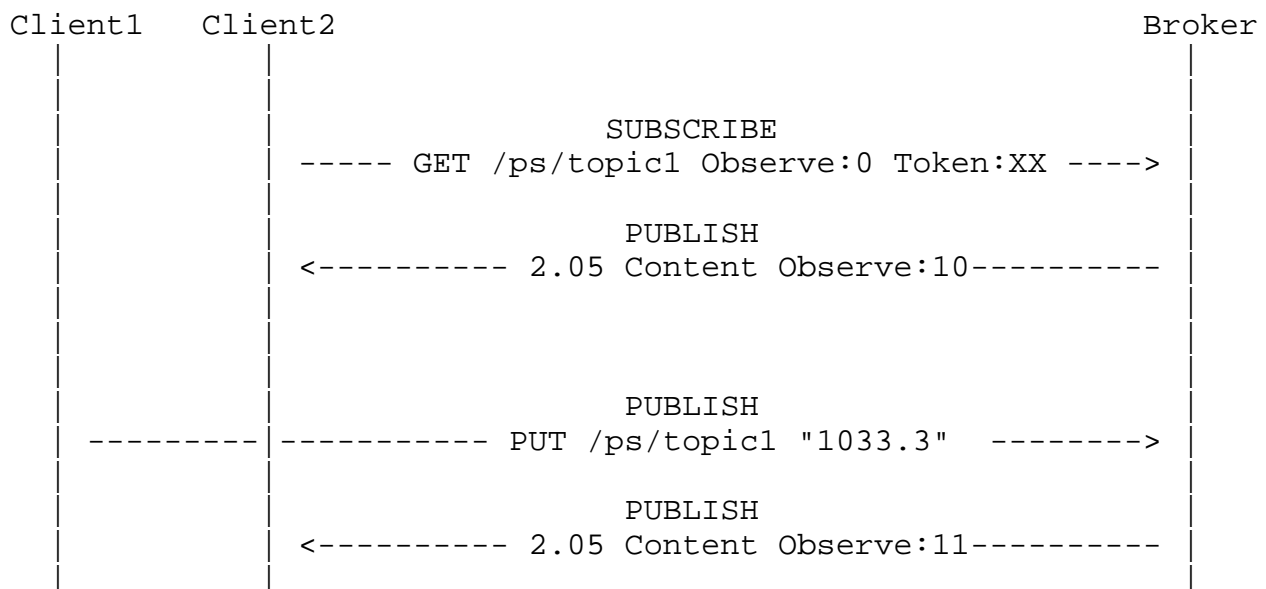 Client1 Client2 Broker
SUBSCRIBE
----- GET /ps/topic1 Observe:0 Token:XX ---->
PUBLISH
<---------- 2.05 Content Observe:10----------
PUBLISH
---------|----------- PUT /ps/topic1 "1033.3" -------->
PUBLISH
<---------- 2.05 Content Observe:11----------